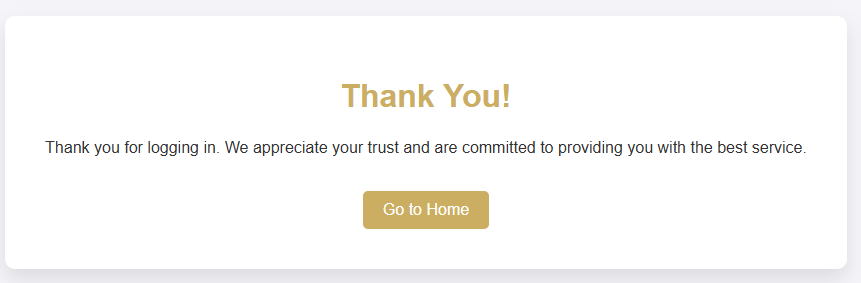 Thank You!
Thank you for logging in. We appreciate your trust and are committed to providing you with the best service.
Go to Home